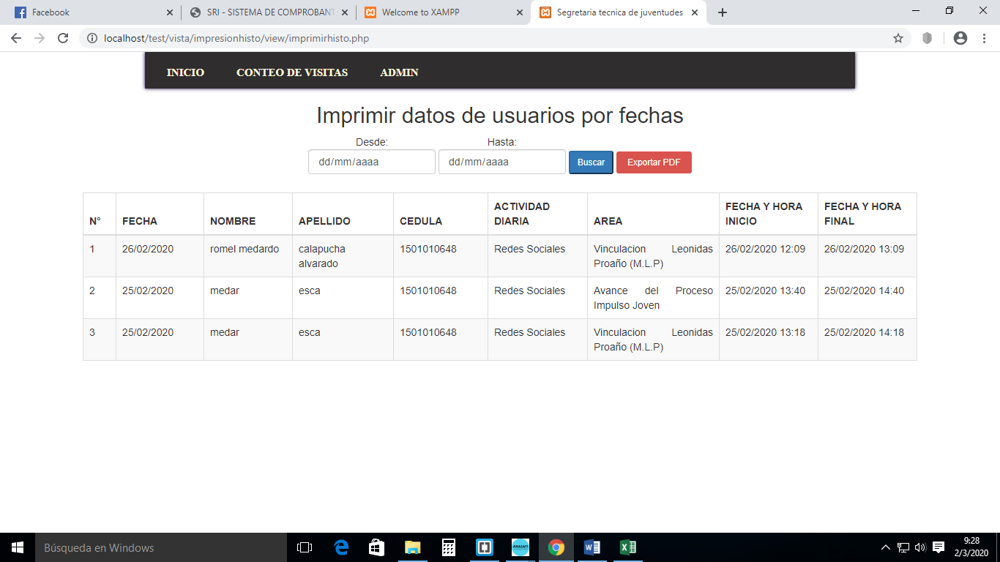 Facebook
SRI - SISTEMA DE COMPROBANT
Welcome to XAMPP
Segretaria tecnica de juventudes
localhost/test/vista/impresionhisto/view/imprimirhisto.php
INICIO CONTEO DE VISITAS ADMIN
Imprimir datos de usuarios por fechas
Desde: Hasta:
dd/mm/aaaa dd/mm/aaaa Buscar Exportar PDF
N° FECHA NOMBRE APELLIDO CEDULA ACTIVIDAD DIARIA AREA FECHA Y HORA INICIO FECHA Y HORA FINAL
1 26/02/2020 romel medardo calapucha alvarado 1501010648 Redes Sociales Vinculacion Leonidas Proaño (M.L.P) 26/02/2020 12:09 26/02/2020 13:09
2 25/02/2020 medar esca 1501010648 Redes Sociales Avance del Proceso Impulso Joven 25/02/2020 13:40 25/02/2020 14:40
3 25/02/2020 medar esca 1501010648 Redes Sociales Vinculacion Leonidas Proaño (M.L.P) 25/02/2020 13:18 25/02/2020 14:18
Búsqueda en Windows
ANASATI
9:28
2/3/2020